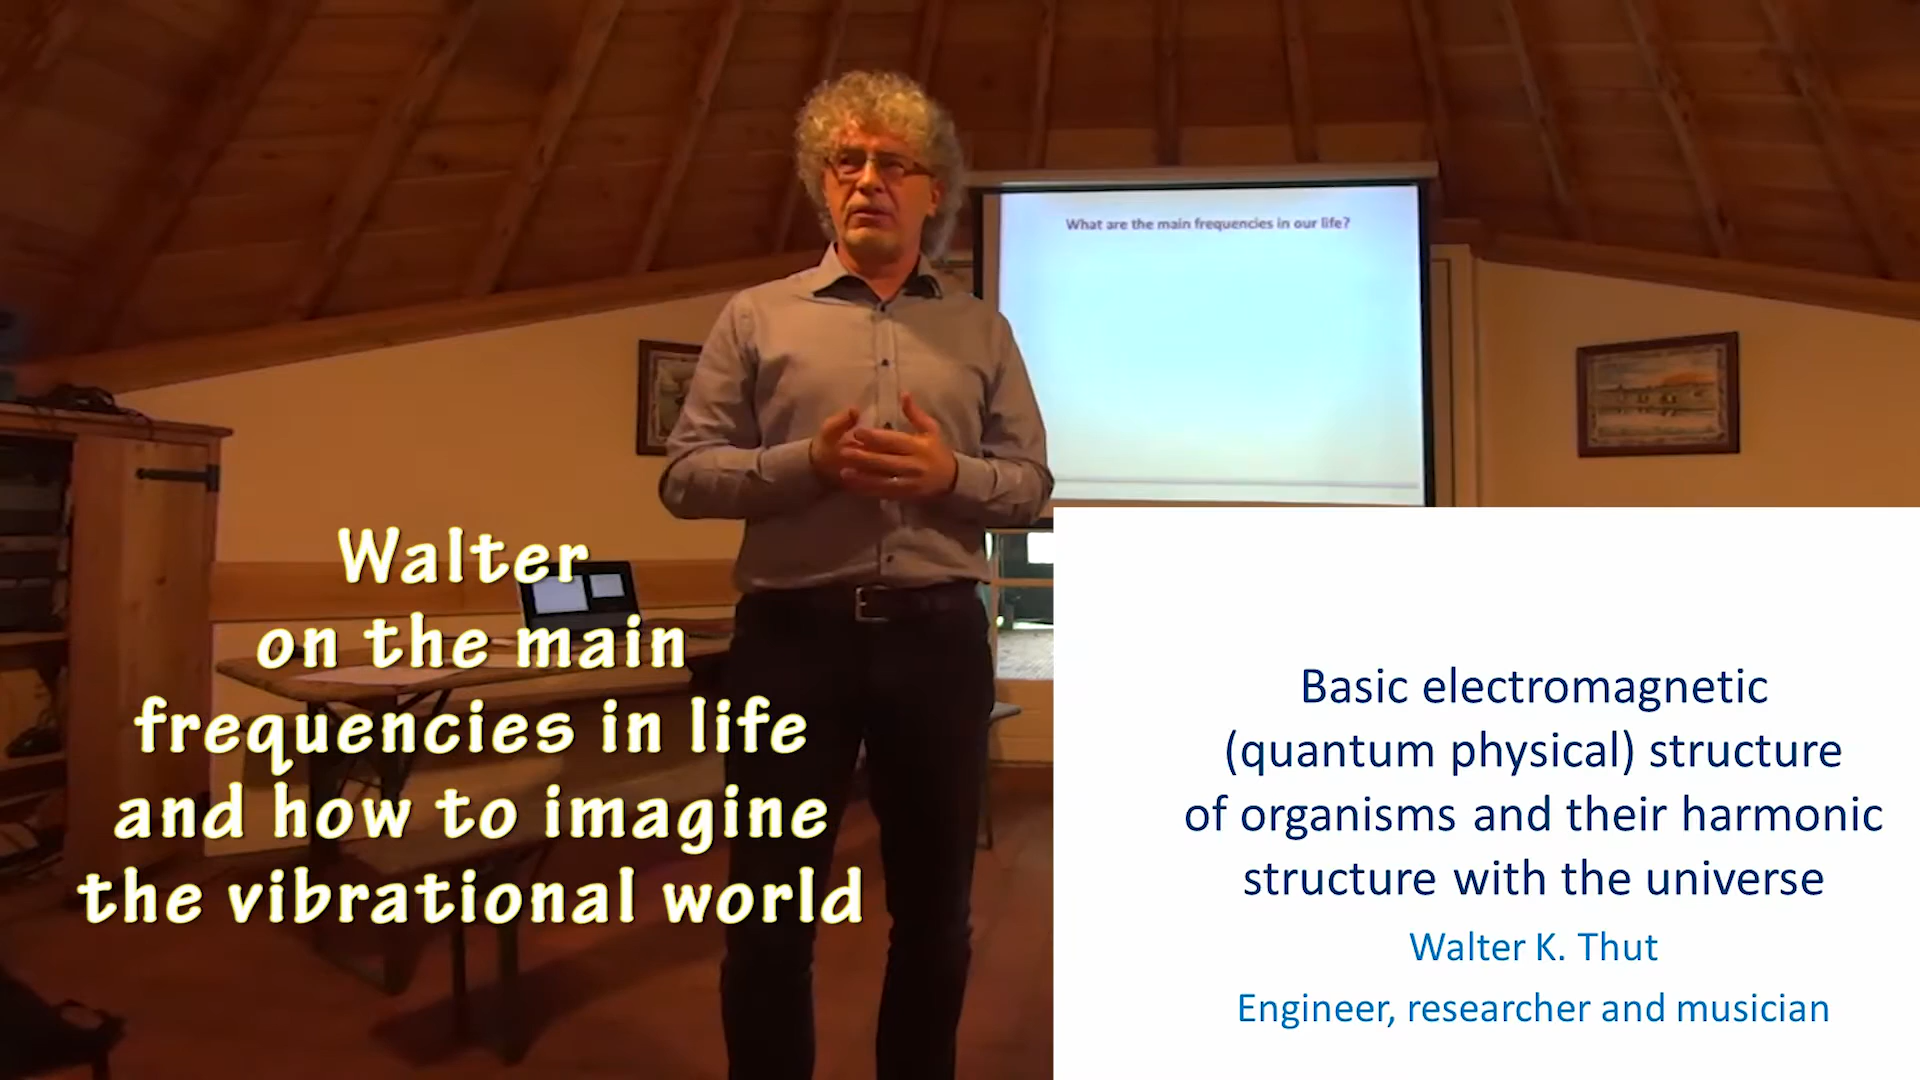 What are the main frequencies in our life?
Walter
on the main
frequencies in life
and how to imagine
the vibrational world
Basic electromagnetic
(quantum physical) structure
of organisms and their harmonic
structure with the universe
Walter K. Thut
Engineer, researcher and musician